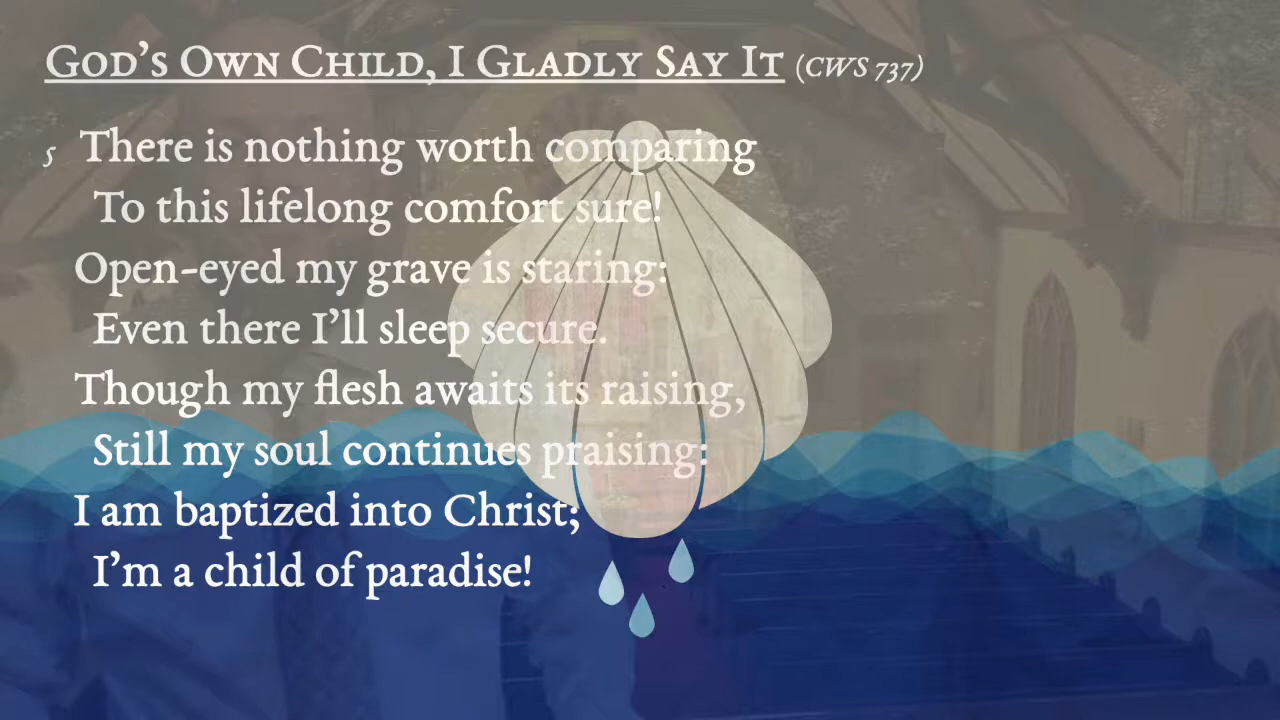 God's Own Child, I Gladly Say It (CWS 737)
5 There is nothing worth comparing
To this lifelong comfort sure!
Open-eyed my grave is staring:
Even there I'll sleep secure.
Though my flesh awaits its raising,
Still my soul continues praising:
I am baptized into Christ;
I'm a child of paradise!